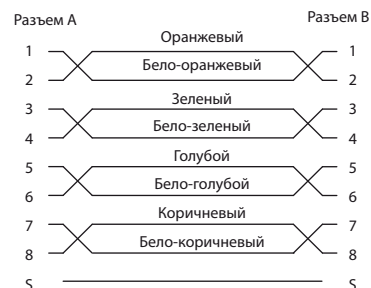 Разъем А Разъем В
Оранжевый
1 1
Бело-оранжевый
2 2
Зеленый
3 3
Бело-зеленый
4 4
Голубой
5 5
Бело-голубой
6 6
Коричневый
7 7
Бело-коричневый
8 8
S S